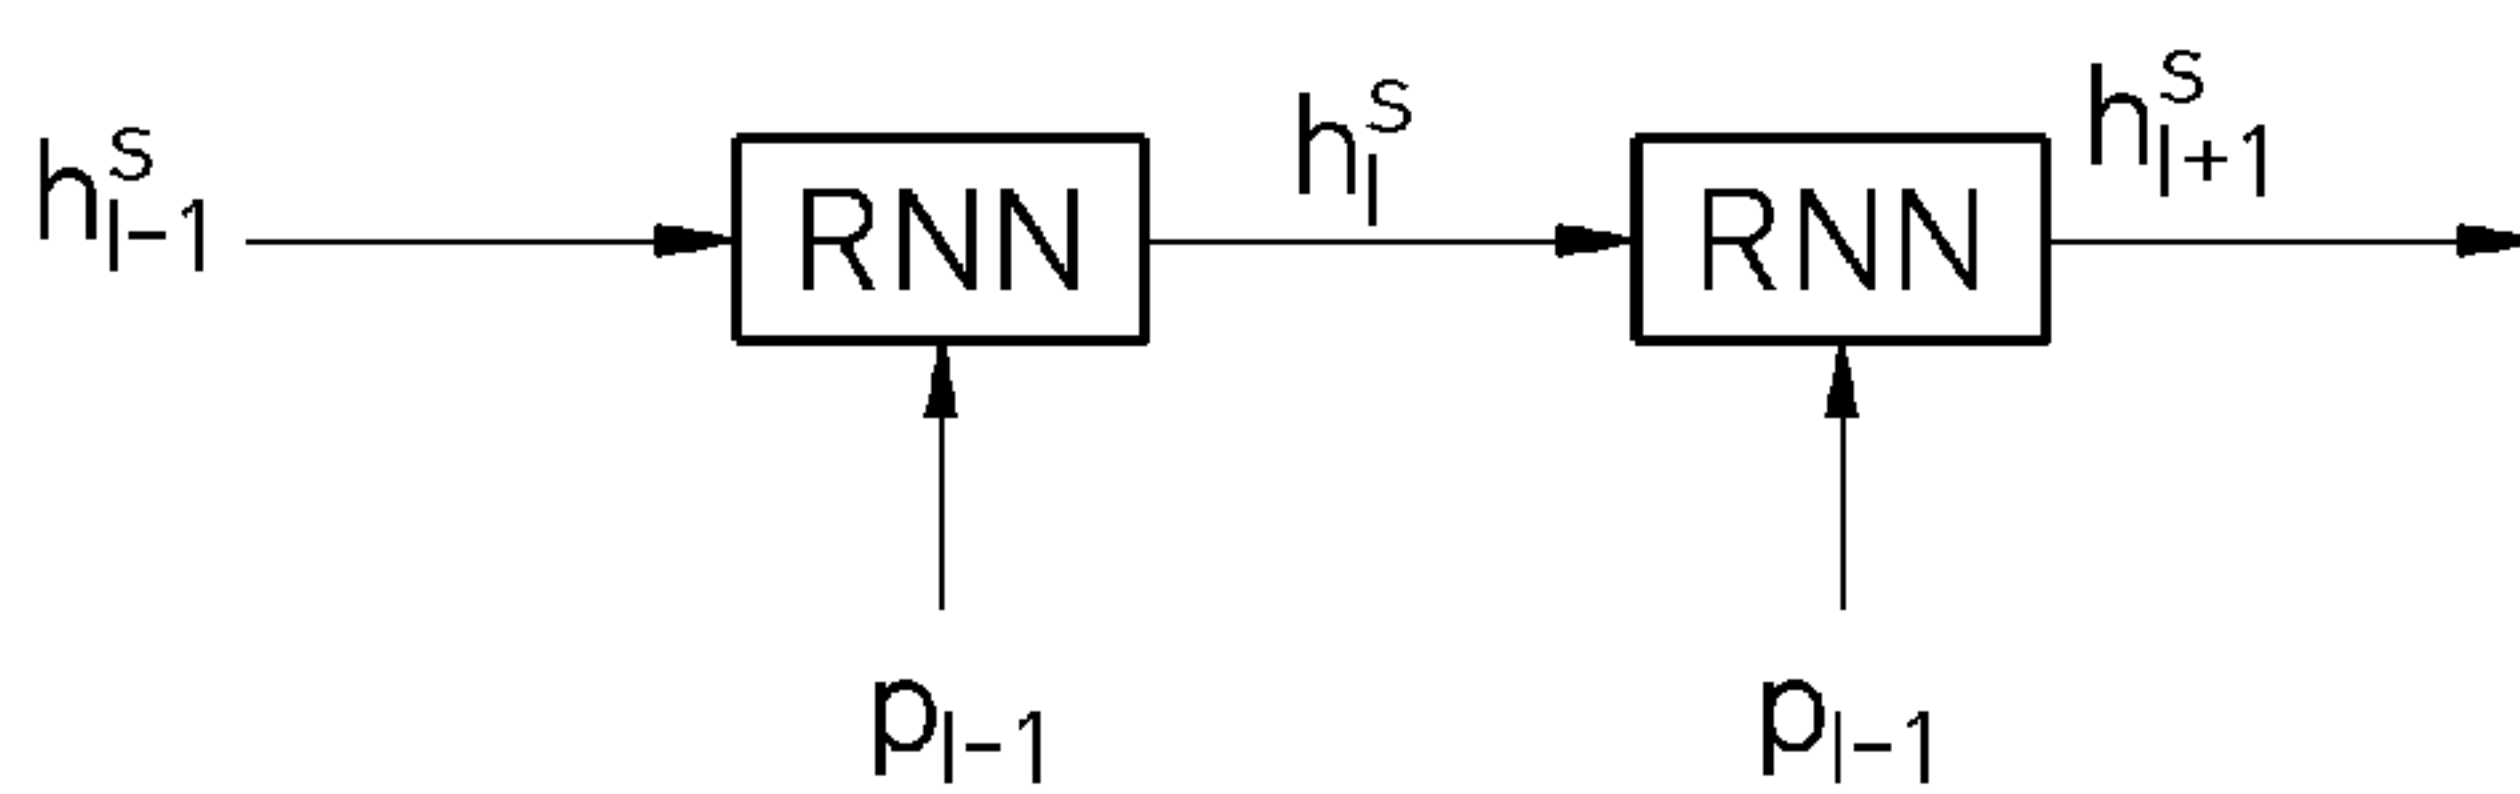 h^s_{l-1}
RNN
h^s_l
RNN
h^s_{l+1}
p_{l-1}
p_{l-1}